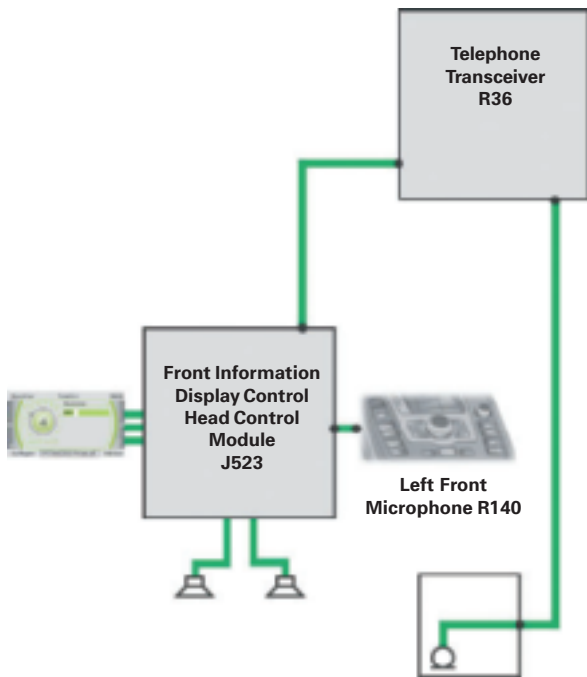 Telephone
Transceiver
R36
Front Information
Display Control
Head Control
Module
J523
Left Front
Microphone R140